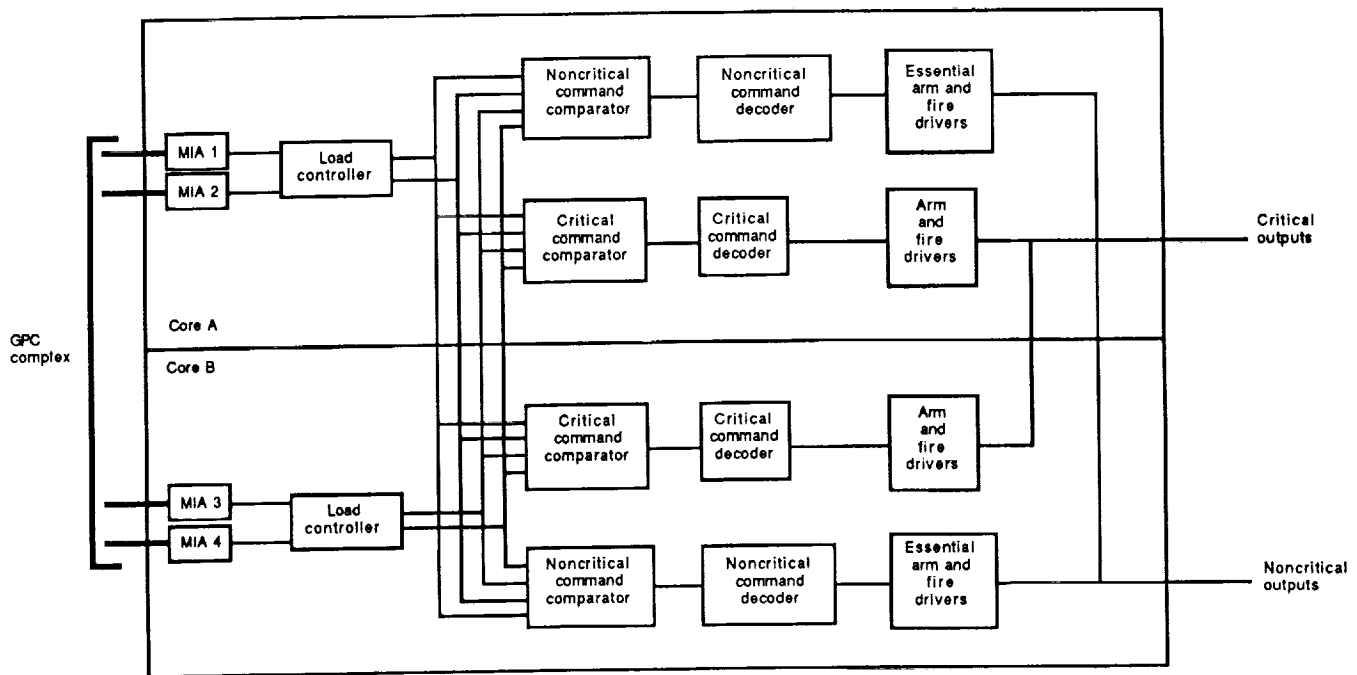 Noncritical
command
comparator
Noncritical
command
decoder
Essential
arm and
fire
drivers
MIA 1
MIA 2
Load
controller
Critical
command
comparator
Critical
command
decoder
Arm
and
fire
drivers
Critical
outputs
GPC
complex
Core A
Core B
Critical
command
comparator
Critical
command
decoder
Arm
and
fire
drivers
MIA 3
MIA 4
Load
controller
Noncritical
command
comparator
Noncritical
command
decoder
Essential
arm and
fire
drivers
Noncritical
outputs